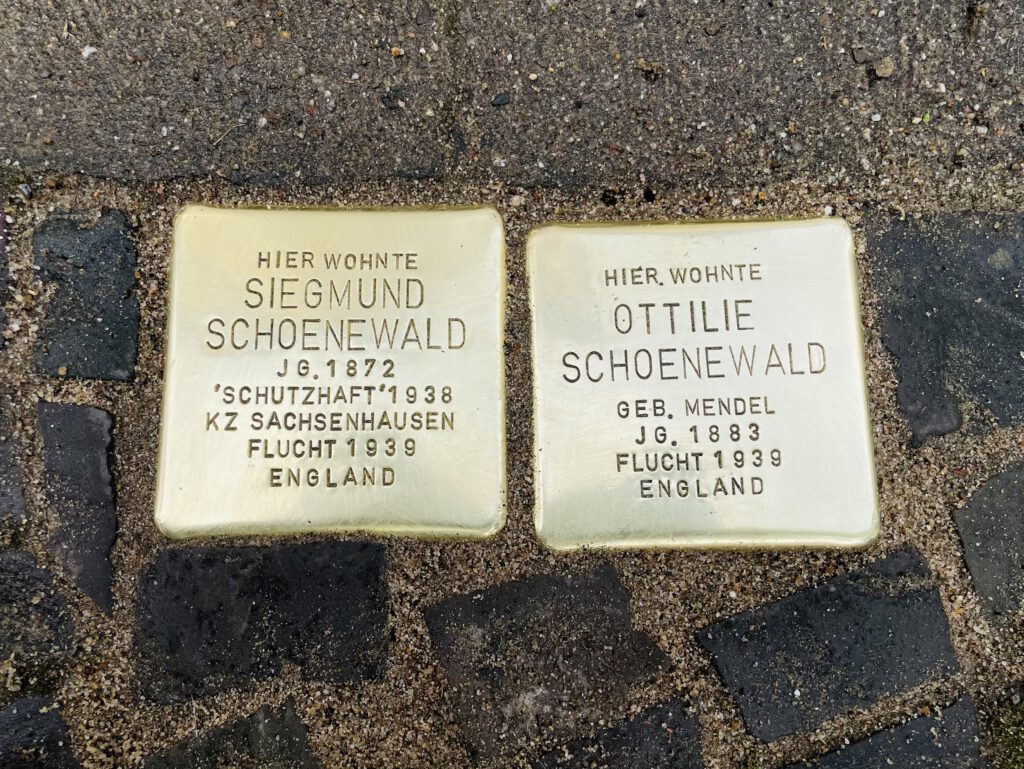 HIER WOHNTE
SIEGMUND
SCHOENEWALD
JG. 1872
'SCHUTZHAFT' 1938
KZ SACHSENHAUSEN
FLUCHT 1939
ENGLAND
HIER WOHNTE
OTTILIE
SCHOENEWALD
GEB. MENDEL
JG. 1883
FLUCHT 1939
ENGLAND